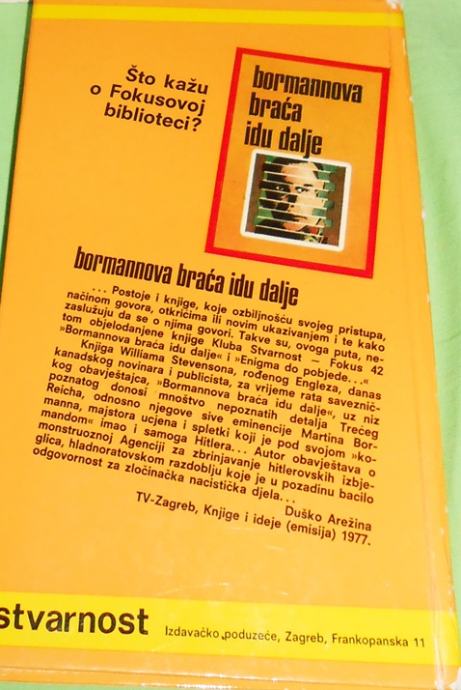 Što kažu
o Fokusovoj
biblioteci?
bormannova
braća
idu dalje
bormannova braća idu dalje
... Postoje i knjige, koje ozbiljnošću svojeg pristupa,
načinom govora, otkrićima ili novim ukazivanjem i te kako
zaslužuju da se o njima govori. Takve su, ovoga puta, ne-
tom objelodanjene knjige Kluba Stvarnost — Fokus 42
»Bormannova braća idu dalje« i »Enigma do pobjede...«
Knjiga Williama Stevensona, rođenog Engleza, danas
kanadskog novinara i publicista, za vrijeme rata saveznič-
kog obavještajca, »Bormannova braća idu dalje«, uz niz
poznatog donosi mnoštvo nepoznatih detalja Trećeg
Reicha, odnosno njegove sive eminencije Martina Bor-
manna, majstora ucjena i spletki koji je pod svojom »ko-
mandom« imao i samoga Hitlera... Autor obavještava o
monstruoznoj Agenciji za zbrinjavanje hitlerovskih izbje-
glica, hladnoratovskom razdoblju koje je u pozadinu bacilo
odgovornost za zločinačka nacistička djela...
Duško Arežina
TV-Zagreb, Knjige i ideje (emisija) 1977.
stvarnost Izdavačko poduzeće, Zagreb, Frankopanska 11